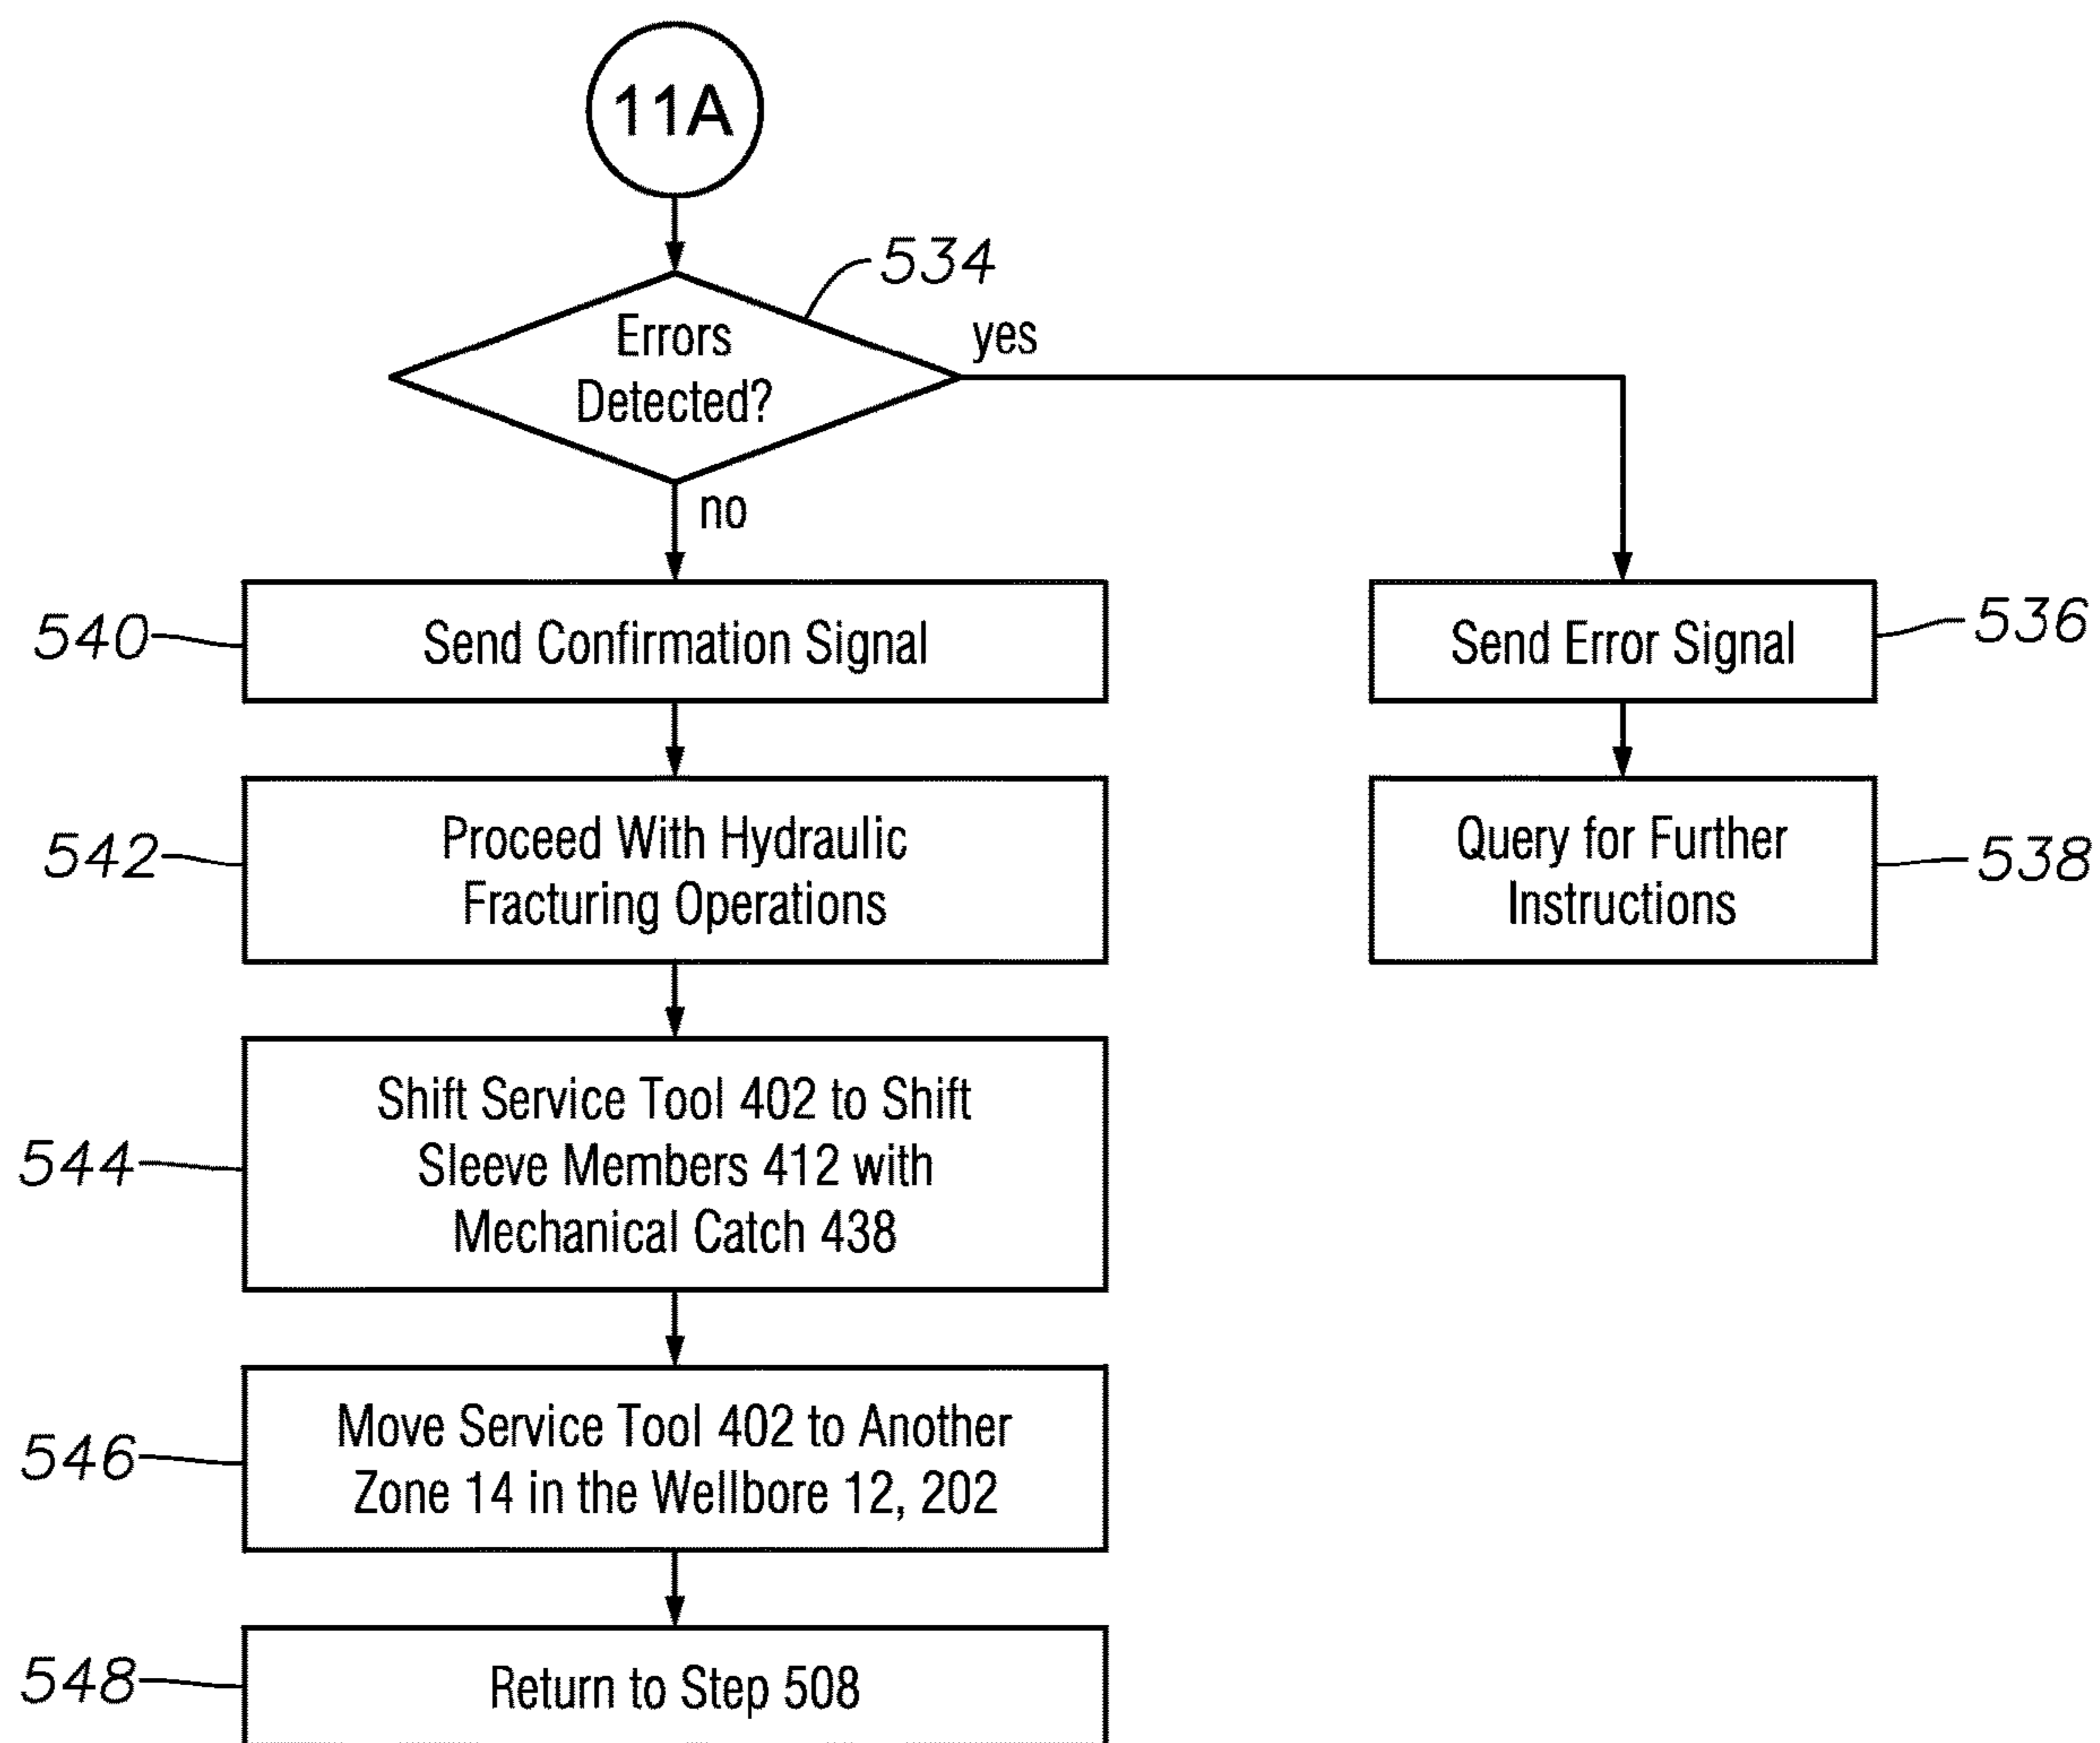 11A
534
Errors
Detected?
yes
no
540
Send Confirmation Signal
Send Error Signal
536
542
Proceed With Hydraulic
Fracturing Operations
Query for Further
Instructions
538
544
Shift Service Tool 402 to Shift
Sleeve Members 412 with
Mechanical Catch 438
546
Move Service Tool 402 to Another
Zone 14 in the Wellbore 12, 202
548
Return to Step 508